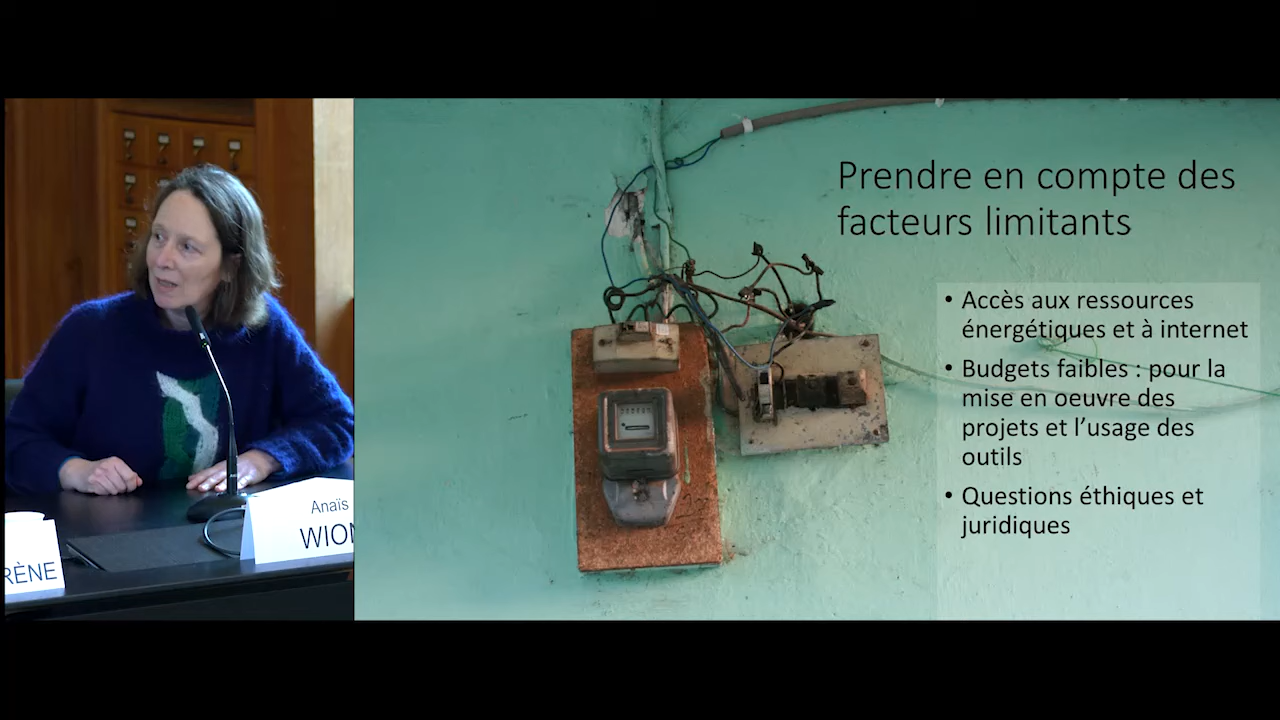 Prendre en compte des
facteurs limitants
• Accès aux ressources
énergétiques et à internet
• Budgets faibles : pour la
mise en oeuvre des
projets et l’usage des
outils
• Questions éthiques et
juridiques
Anaïs
WION
RÈNE